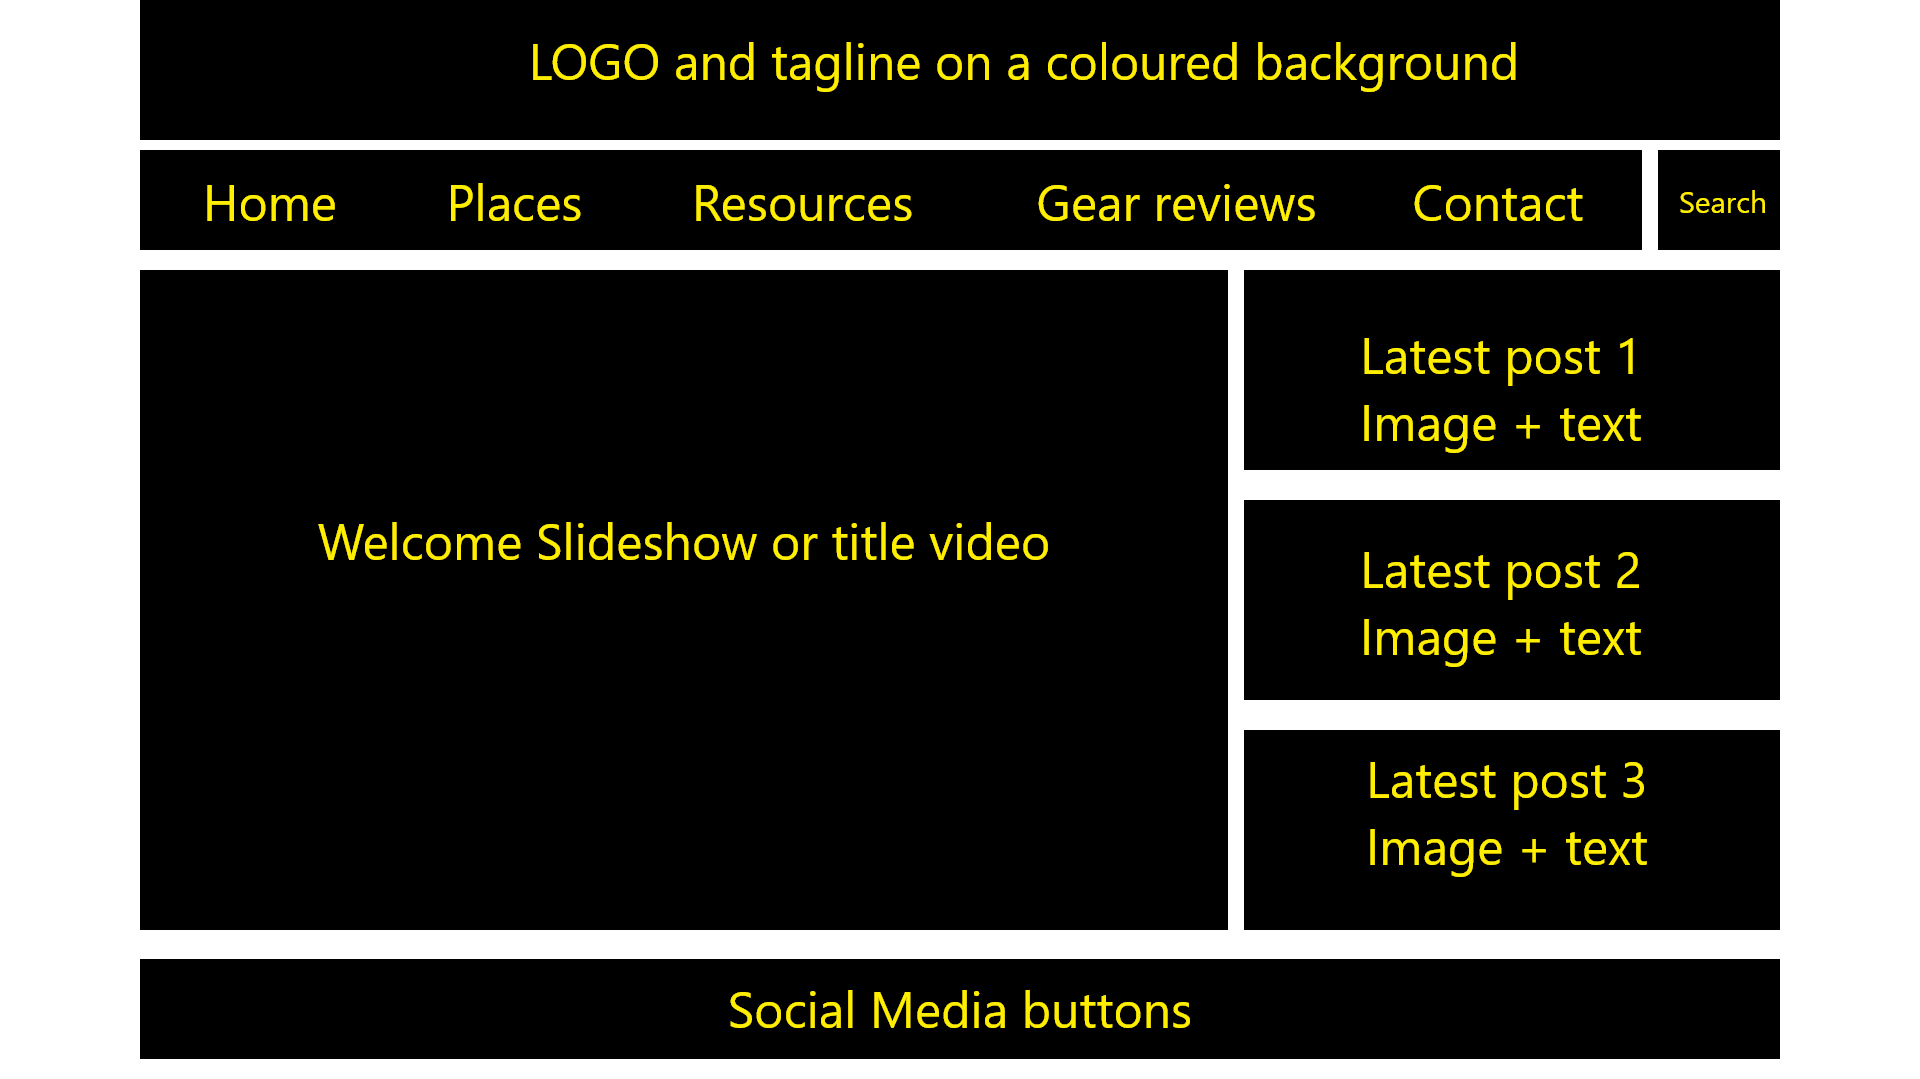 LOGO and tagline on a coloured background
Home Places Resources Gear reviews Contact Search
Welcome Slideshow or title video
Latest post 1
Image + text
Latest post 2
Image + text
Latest post 3
Image + text
Social Media buttons